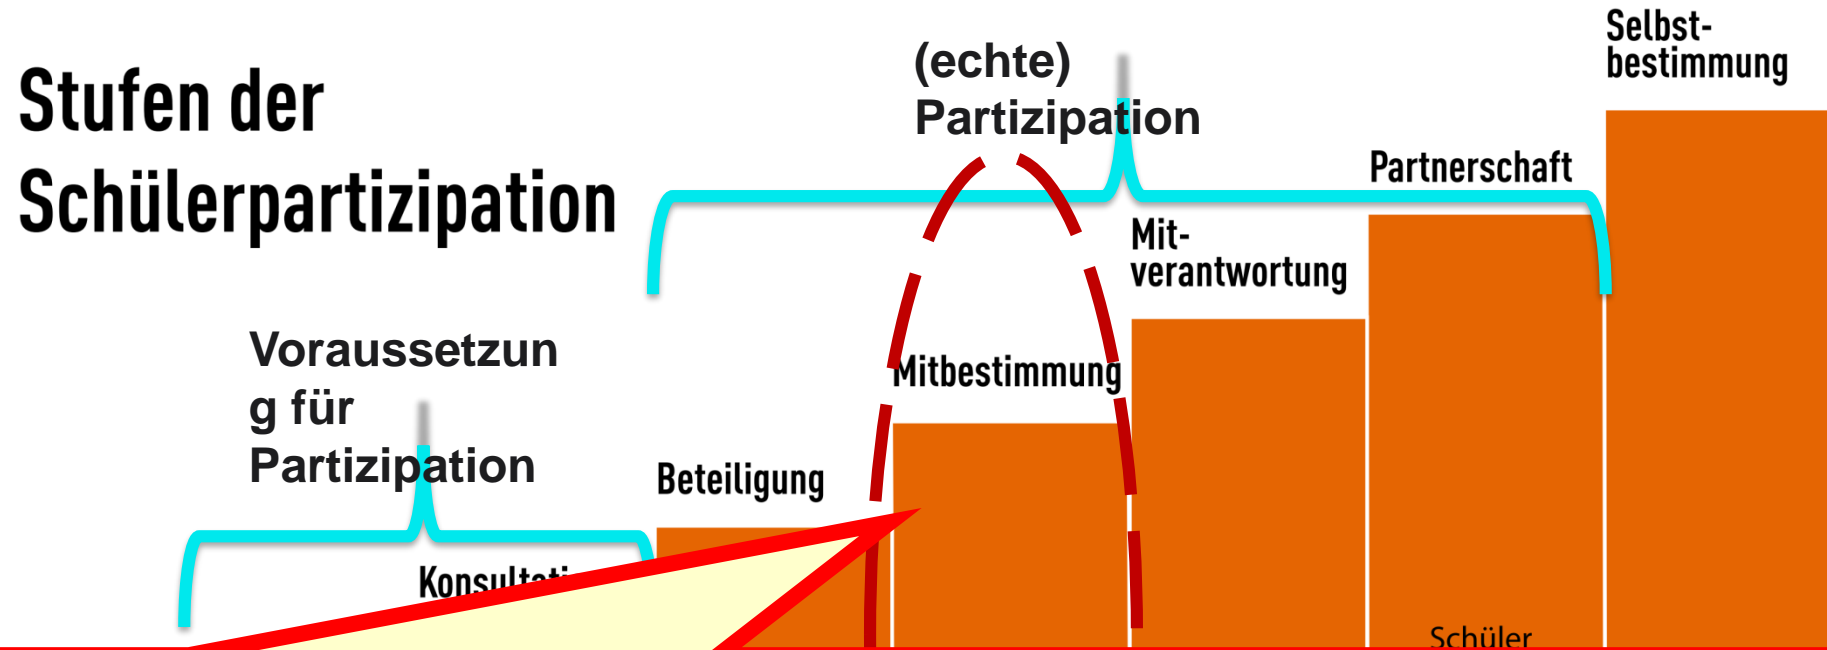 Stufen der
Schülerpartizipation
(echte)
Partizipation
Selbst-
bestimmung
Partnerschaft
Mit-
verantwortung
Voraussetzun
g für
Partizipation
Mitbestimmung
Beteiligung
Schüler